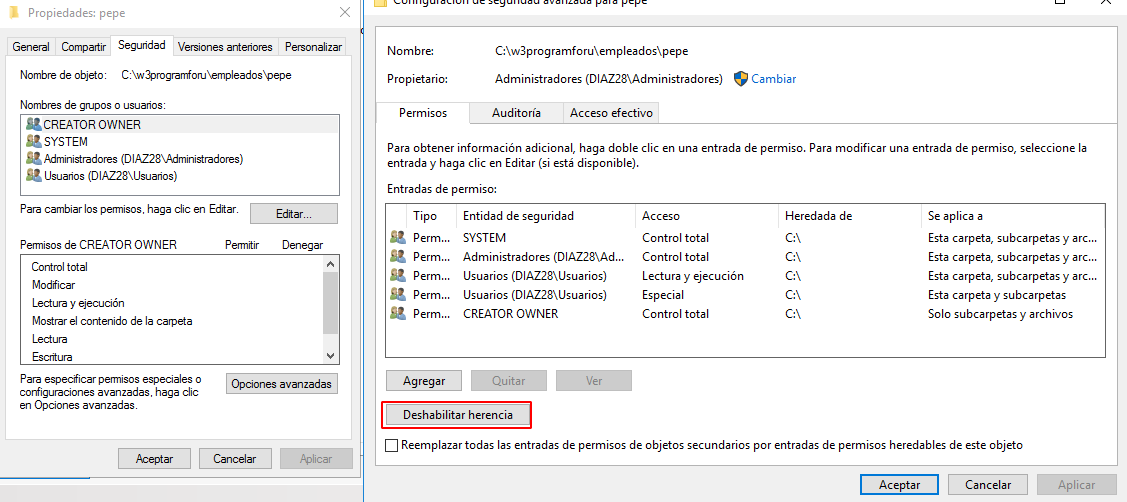 Propiedades: pepe
General
Compartir
Seguridad
Versiones anteriores
Personalizar
Nombre de objeto: C:\w3programforu\empleados\pepe
Nombres de grupos o usuarios:
CREATOR OWNER
SYSTEM
Administradores (DIAZ28\Administradores)
Usuarios (DIAZ28\Usuarios)
Para cambiar los permisos, haga clic en Editar.
Editar...
Permisos de CREATOR OWNER Permitir Denegar
Control total
Modificar
Lectura y ejecución
Mostrar el contenido de la carpeta
Lectura
Escritura
Para especificar permisos especiales o
configuraciones avanzadas, haga clic
en Opciones avanzadas.
Opciones avanzadas
Aceptar
Cancelar
Aplicar
Configuración de seguridad avanzada para pepe
Nombre: C:\w3programforu\empleados\pepe
Propietario: Administradores (DIAZ28\Administradores) Cambiar
Permisos
Auditoría
Acceso efectivo
Para obtener información adicional, haga doble clic en una entrada de permiso. Para modificar una entrada de permiso, seleccione la
entrada y haga clic en Editar (si está disponible).
Entradas de permiso:
Tipo Entidad de seguridad Acceso Heredada de Se aplica a
Perm... SYSTEM Control total C:\ Esta carpeta, subcarpetas y arc...
Perm... Administradores (DIAZ28\Ad... Control total C:\ Esta carpeta, subcarpetas y arc...
Perm... Usuarios (DIAZ28\Usuarios) Lectura y ejecución C:\ Esta carpeta, subcarpetas y arc...
Perm... Usuarios (DIAZ28\Usuarios) Especial C:\ Esta carpeta y subcarpetas
Perm... CREATOR OWNER Control total C:\ Solo subcarpetas y archivos
Agregar
Quitar
Ver
Deshabilitar herencia
Reemplazar todas las entradas de permisos de objetos secundarios por entradas de permisos heredables de este objeto
Aceptar
Cancelar
Aplicar